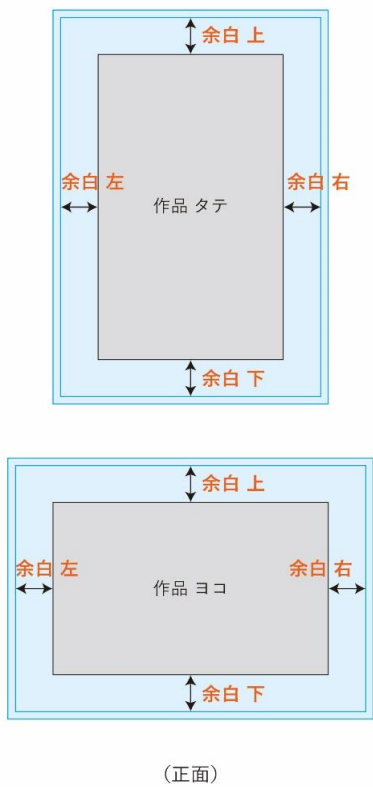 余白 上
余白 左
作品 タテ
余白 右
余白 下
余白 上
余白 左
作品 ヨコ
余白 右
余白 下
(正面)